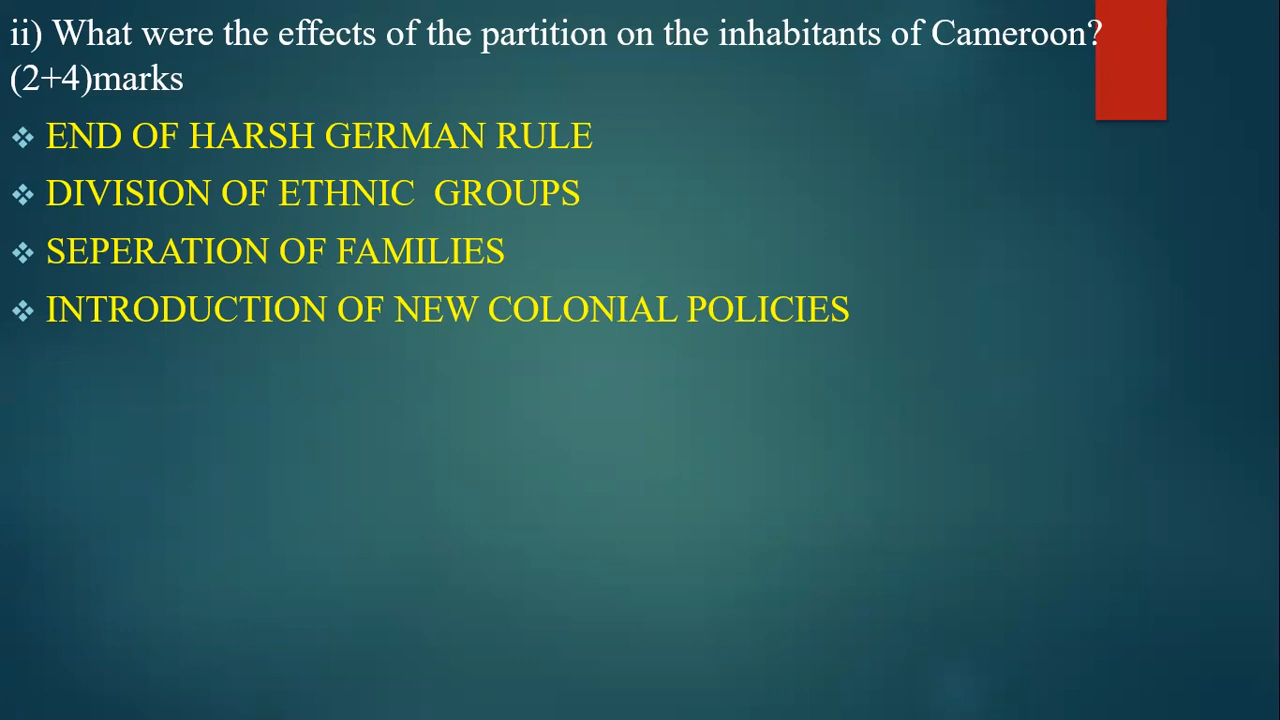 ii) What were the effects of the partition on the inhabitants of Cameroon?
(2+4)marks
END OF HARSH GERMAN RULE
DIVISION OF ETHNIC GROUPS
SEPERATION OF FAMILIES
INTRODUCTION OF NEW COLONIAL POLICIES